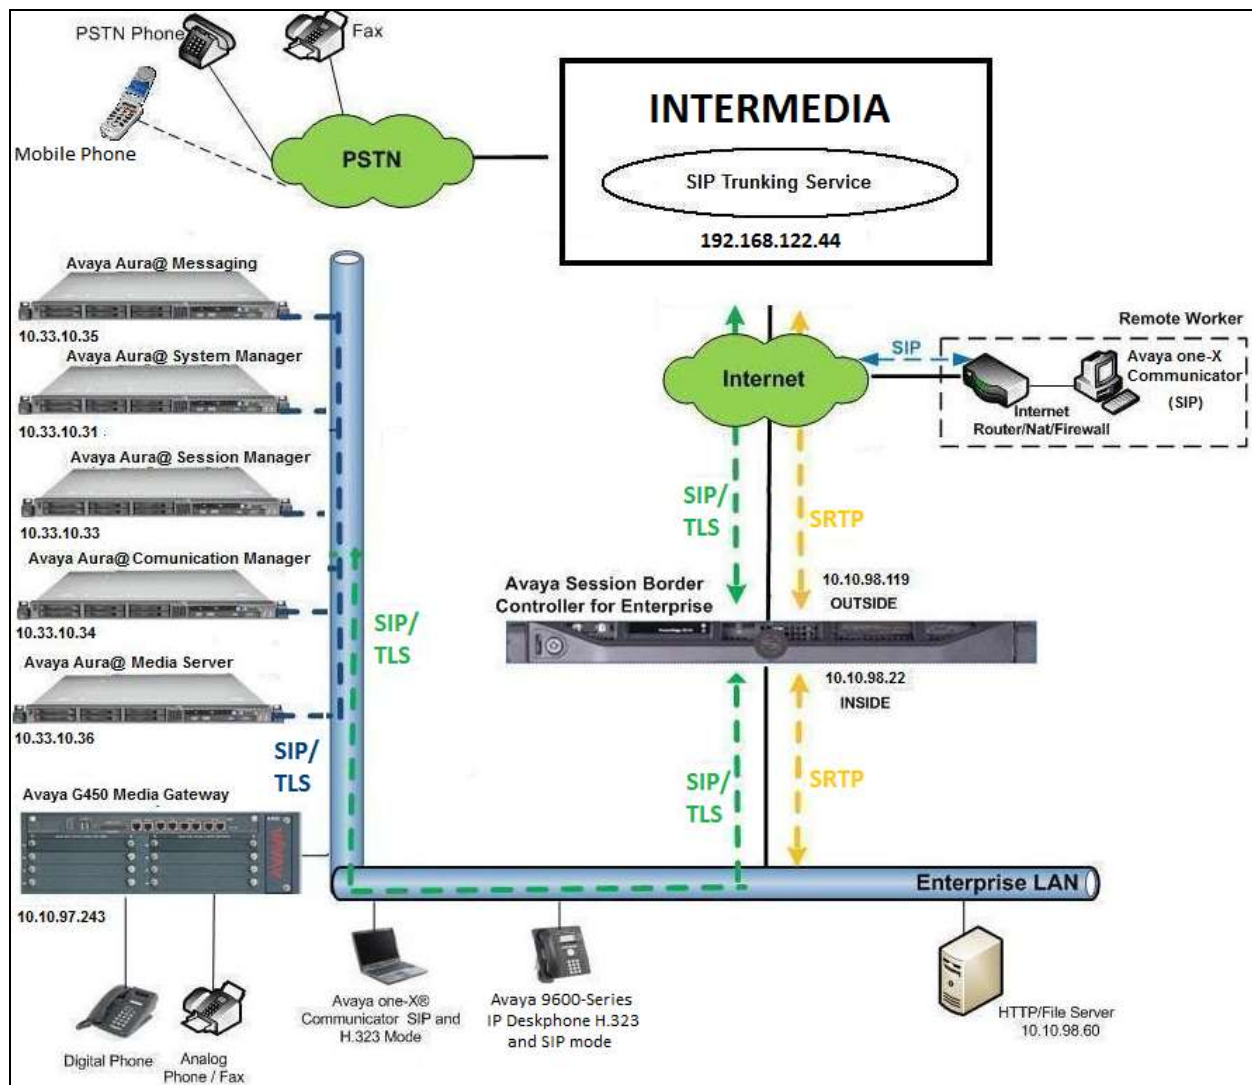 PSTN Phone
Fax
Mobile Phone
PSTN
INTERMEDIA
SIP Trunking Service
192.168.122.44
Avaya Aura@ Messaging
10.33.10.35
Avaya Aura@ System Manager
10.33.10.31
Avaya Aura@ Session Manager
10.33.10.33
Avaya Aura@ Comunication Manager
10.33.10.34
Avaya Aura@ Media Server
10.33.10.36
SIP/
TLS
SIP/
TLS
Internet
SIP
Remote Worker
Avaya one-X
Communicator
(SIP)
Internet
Router/Nat/Firewall
SIP/
TLS
SRTP
Avaya Session Border
Controller for Enterprise
10.10.98.119
OUTSIDE
10.10.98.22
INSIDE
SIP/
TLS
SRTP
Avaya G450 Media Gateway
AVAYA
10.10.97.243
Enterprise LAN
Digital Phone
Analog
Phone / Fax
Avaya one-X®
Communicator SIP and
H.323 Mode
Avaya 9600-Series
IP Deskphone H.323
and SIP mode
HTTP/File Server
10.10.98.60